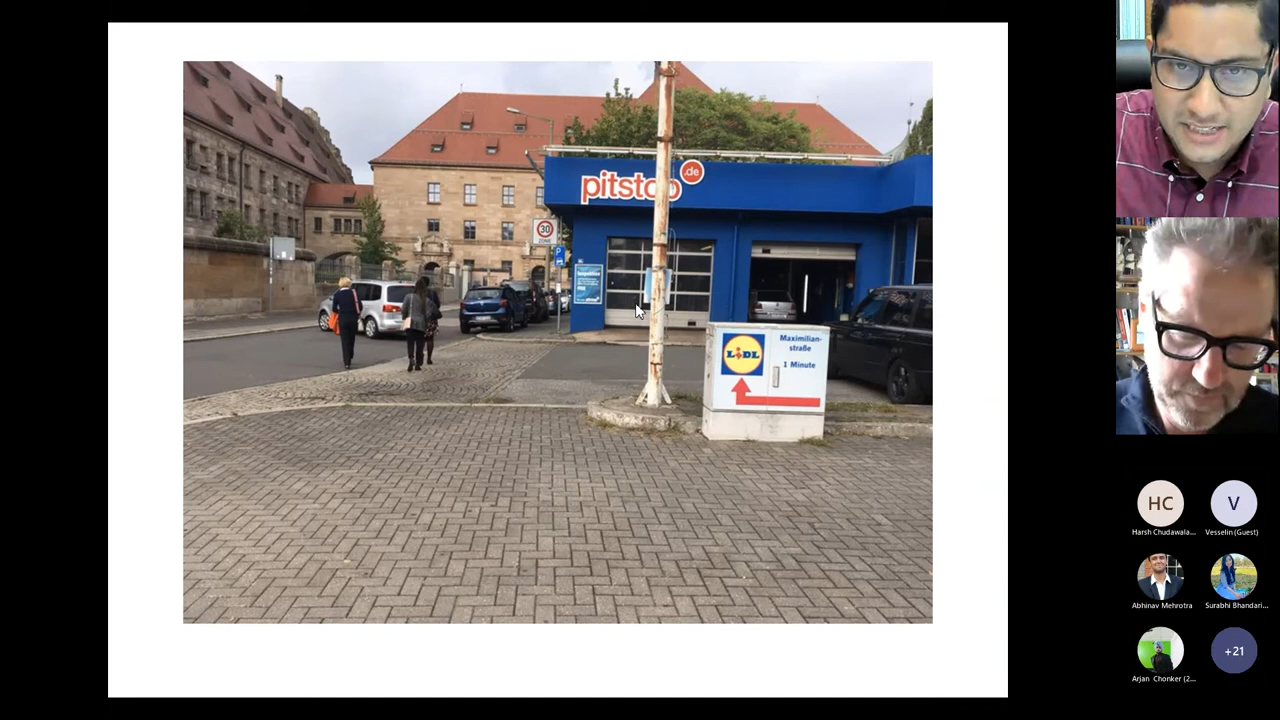 pitstop
.de
30
ZONE
P
LIDL
Maximilian-
straße
1 Minute
HC
V
Harsh Chudawala...
Vesselin (Guest)
Abhinav Mehrotra
Surabhi Bhandari...
+21
Arjan Chonker (2...